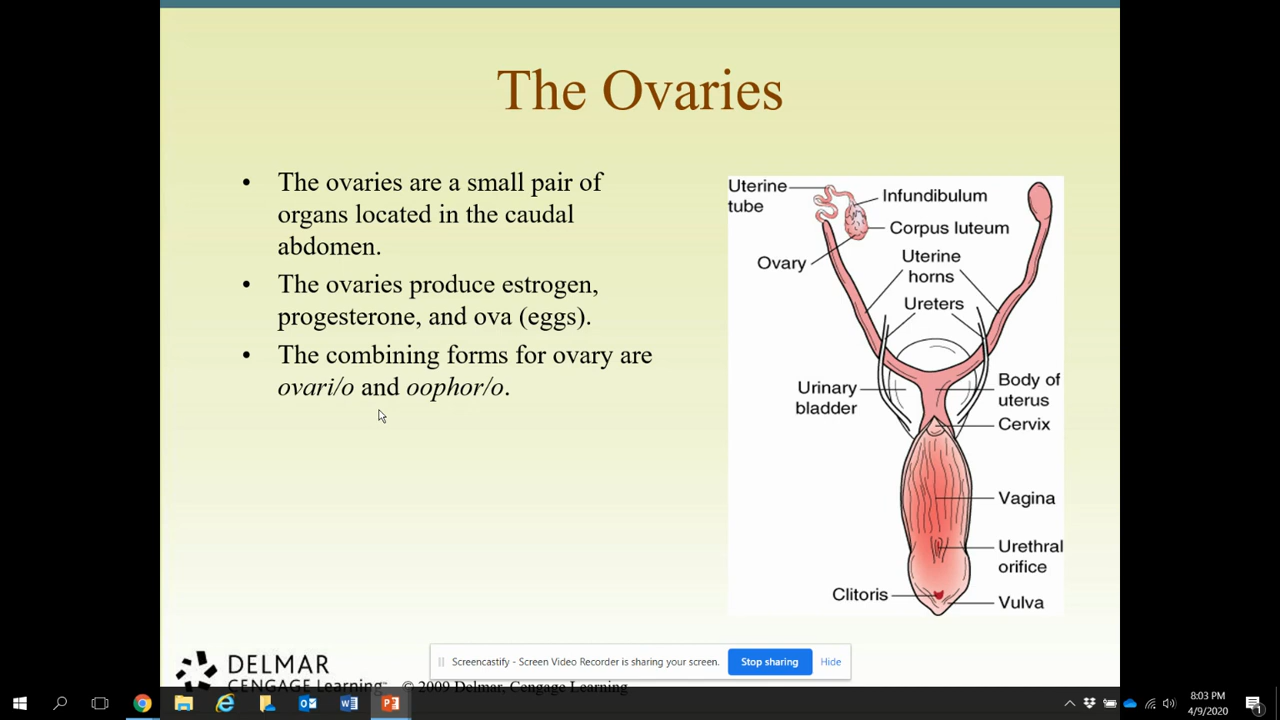 The Ovaries
• The ovaries are a small pair of
organs located in the caudal
abdomen.
• The ovaries produce estrogen,
progesterone, and ova (eggs).
• The combining forms for ovary are
ovari/o and oophor/o.
Uterine
tube
Infundibulum
Corpus luteum
Ovary
Uterine
horns
Ureters
Urinary
bladder
Body of
uterus
Cervix
Vagina
Urethral
orifice
Clitoris
Vulva
DELMAR
CENGAGE Learning™
© 2009 Delmar, Cengage Learning
Screencastify - Screen Video Recorder is sharing your screen.
Stop sharing
Hide
8:03 PM
4/9/2020
1